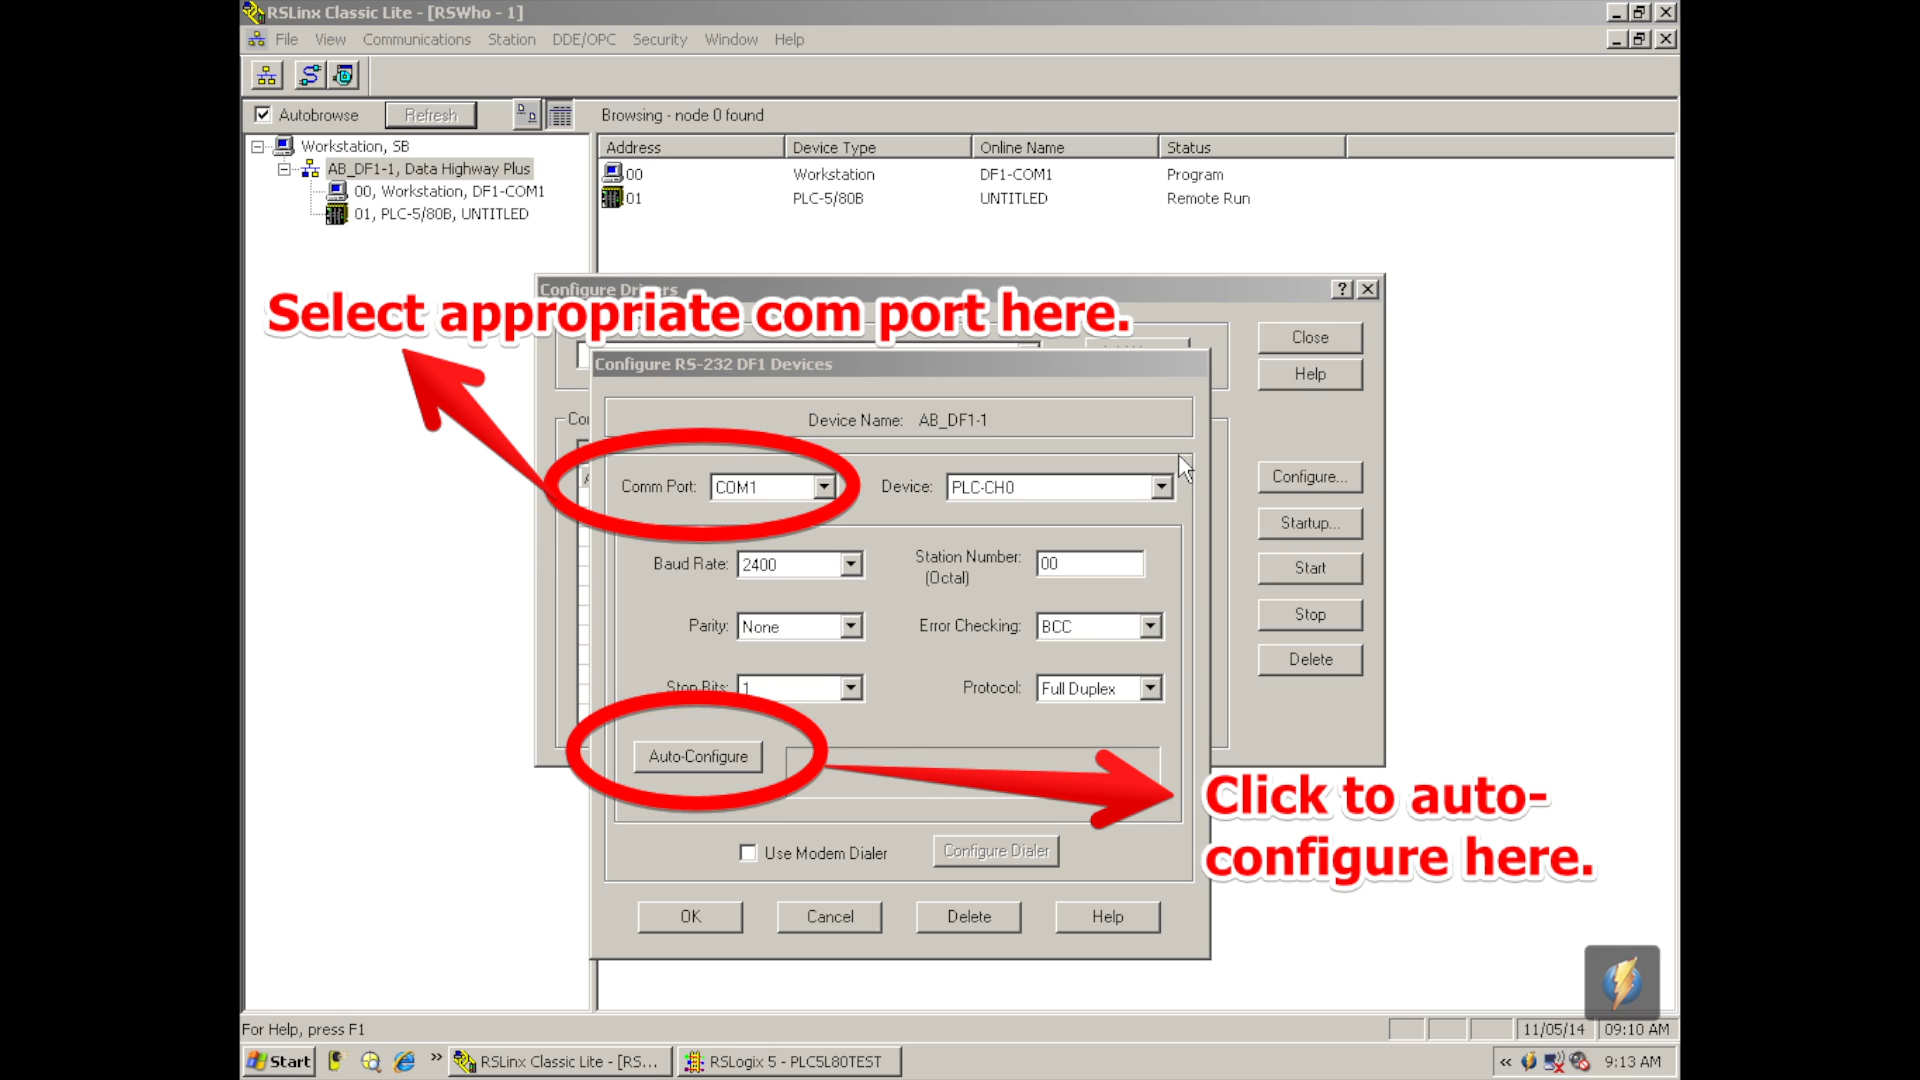 RSLinx Classic Lite - [RSWho - 1]
File View Communications Station DDE/OPC Security Window Help
Autobrowse Refresh Browsing - node 0 found
Workstation, SB
AB_DF1-1, Data Highway Plus
00, Workstation, DF1-COM1
01, PLC-5/80B, UNTITLED
Address Device Type Online Name Status
00 Workstation DF1-COM1 Program
01 PLC-5/80B UNTITLED Remote Run
Configure Drivers
Select appropriate com port here.
Close
Help
Configure...
Startup...
Start
Stop
Delete
Configure RS-232 DF1 Devices
Device Name: AB_DF1-1
Comm Port: COM1 Device: PLC-CH0
Baud Rate: 2400 Station Number: 00
(Octal)
Parity: None Error Checking: BCC
Stop Bits: 1 Protocol: Full Duplex
Auto-Configure
Click to auto-
configure here.
Use Modem Dialer Configure Dialer
OK Cancel Delete Help
For Help, press F1 11/05/14 09:10 AM
Start » RSLinx Classic Lite - [RS... RSLogix 5 - PLC5L80TEST « 9:13 AM